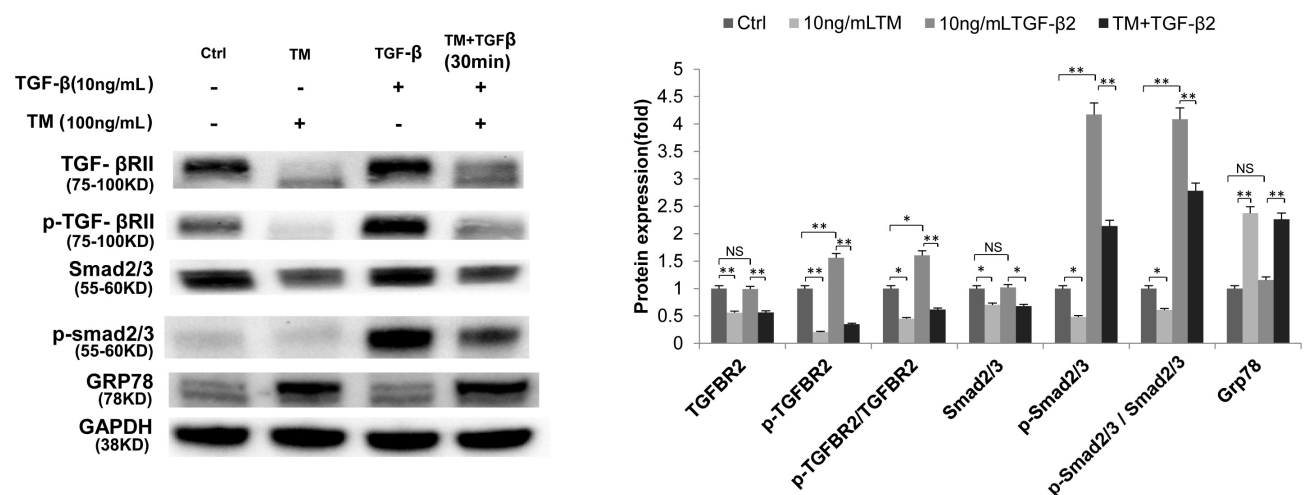 Ctrl TM TGF-β TM+TGFβ
(30min)
TGF-β(10ng/mL) - - + +
TM (100ng/mL) - + - +
TGF- βRII
(75-100KD)
p-TGF- βRII
(75-100KD)
Smad2/3
(55-60KD)
p-smad2/3
(55-60KD)
GRP78
(78KD)
GAPDH
(38KD)
Ctrl 10ng/mLTM 10ng/mLTGF-β2 TM+TGF-β2
Protein expression(fold)
5
4.5
4
3.5
3
2.5
2
1.5
1
0.5
0
NS ** **
** ** **
* * **
NS * *
** * **
** * **
NS ** **
TGFBR2
p-TGFBR2
p-TGFBR2/TGFBR2
Smad2/3
p-Smad2/3
p-Smad2/3 / Smad2/3
Grp78